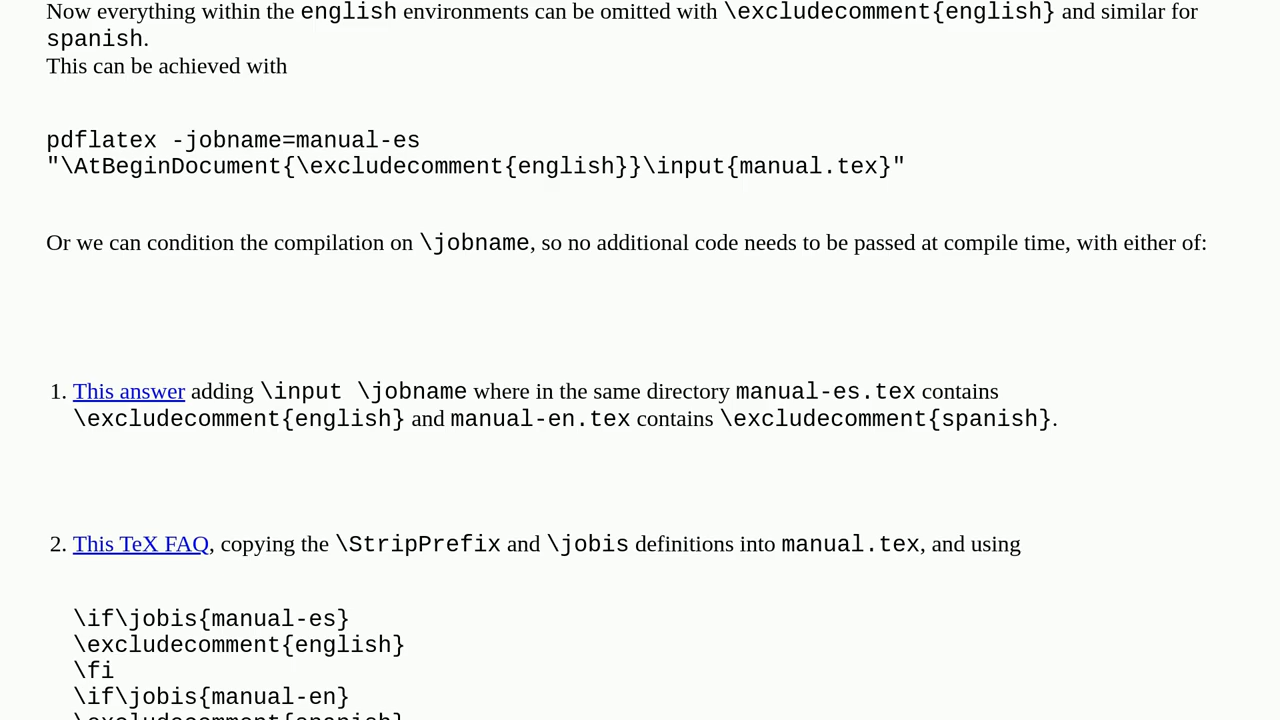 Now everything within the english environments can be omitted with \excludecomment{english} and similar for
spanish.
This can be achieved with
pdflatex -jobname=manual-es
"\AtBeginDocument{\excludecomment{english}}\input{manual.tex}"
Or we can condition the compilation on \jobname, so no additional code needs to be passed at compile time, with either of:
1. This answer adding \input \jobname where in the same directory manual-es.tex contains
\excludecomment{english} and manual-en.tex contains \excludecomment{spanish}.
2. This TeX FAQ, copying the \StripPrefix and \jobis definitions into manual.tex, and using
\if\jobis{manual-es}
\excludecomment{english}
\fi
\if\jobis{manual-en}
\excludecomment{spanish}